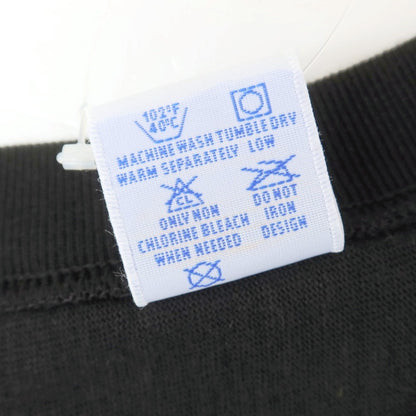 102°F
40°C
MACHINE WASH TUMBLE DRY
WARM SEPARATELY LOW
CL
ONLY NON DO NOT
CHLORINE BLEACH IRON
WHEN NEEDED DESIGN